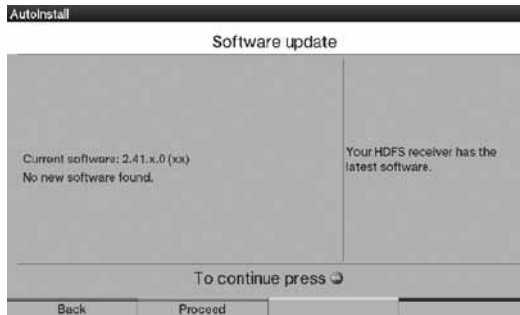 AutoInstall
Software update
Current software: 2.41.x.0 (xx)
No new software found.
Your HDFS receiver has the
latest software.
To continue press
Back
Proceed